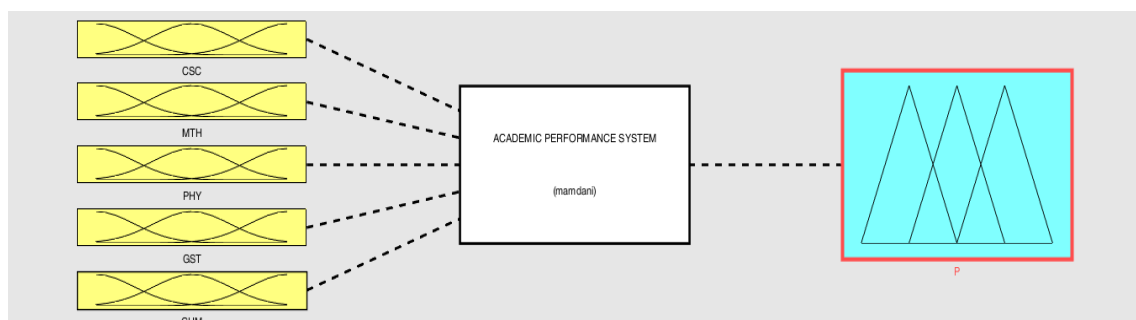 CSC
MTH
PHY
GST
ACADEMIC PERFORMANCE SYSTEM
(mamdani)
P